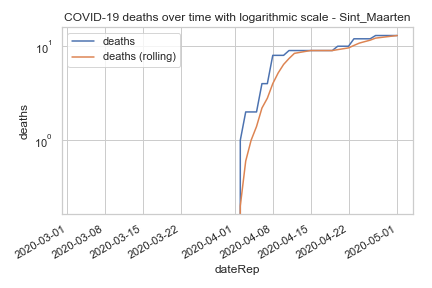 COVID-19 deaths over time with logarithmic scale - Sint_Maarten
deaths
deaths (rolling)
10¹
10⁰
deaths
2020-03-01
2020-03-08
2020-03-15
2020-03-22
2020-04-01
2020-04-08
2020-04-15
2020-04-22
2020-05-01
dateRep